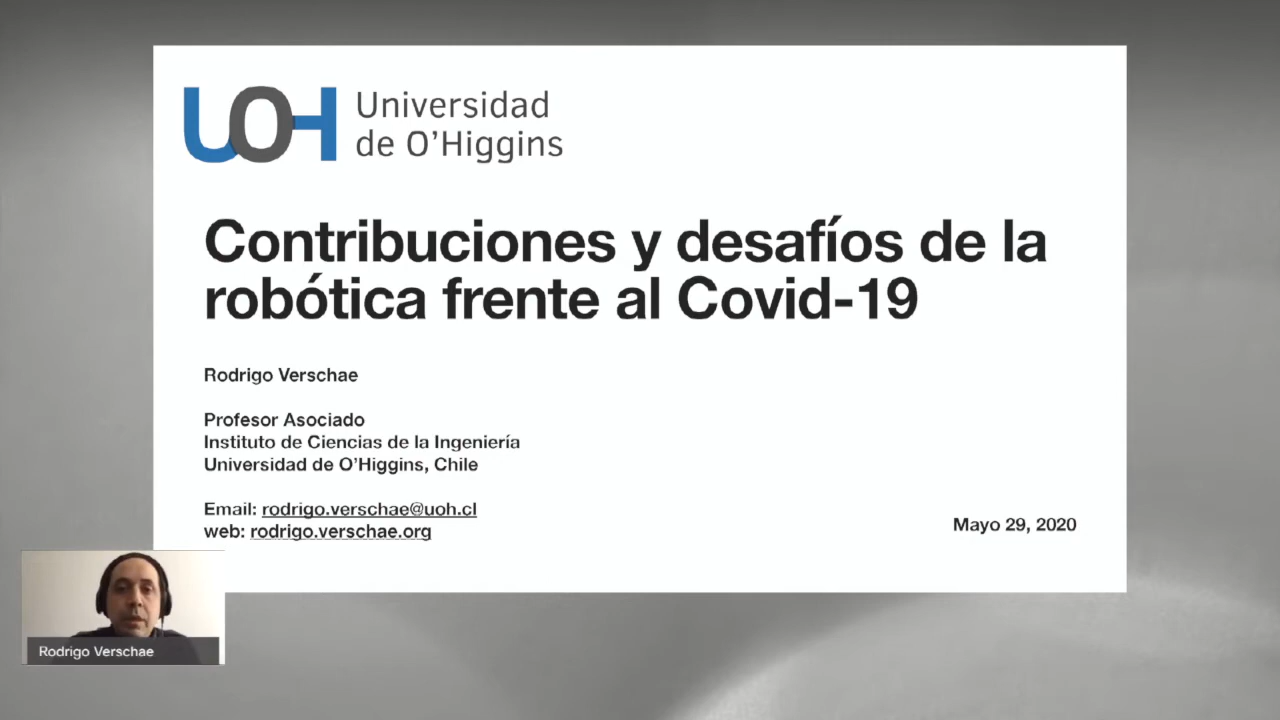 UOH Universidad
de O'Higgins
Contribuciones y desafíos de la
robótica frente al Covid-19
Rodrigo Verschae
Profesor Asociado
Instituto de Ciencias de la Ingeniería
Universidad de O'Higgins, Chile
Email: rodrigo.verschae@uoh.cl
web: rodrigo.verschae.org
Mayo 29, 2020
Rodrigo Verschae